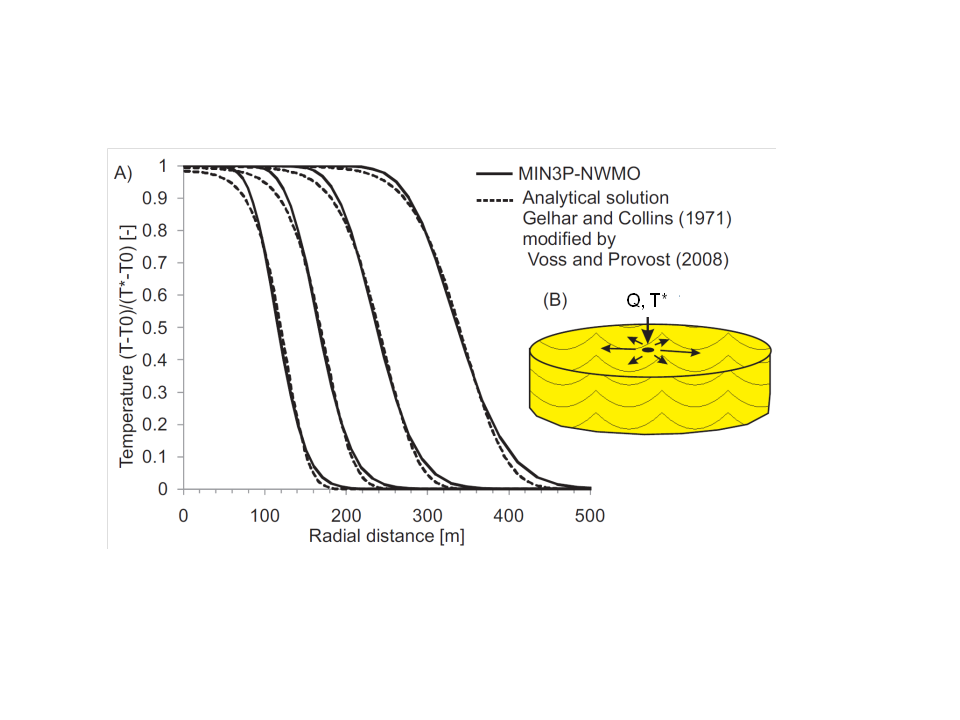 A)
1
0.9
0.8
0.7
0.6
0.5
0.4
0.3
0.2
0.1
0
Temperature (T-T0)/(T*-T0) [-]
0 100 200 300 400 500
Radial distance [m]
MIN3P-NWMO
Analytical solution
Gelhar and Collins (1971)
modified by
Voss and Provost (2008)
(B)
Q, T*